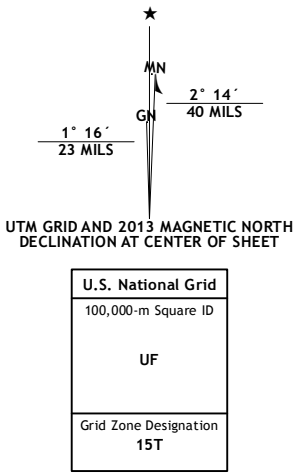 ★
MN
2° 14´
40 MILS
GN
1° 16´
23 MILS
UTM GRID AND 2013 MAGNETIC NORTH
DECLINATION AT CENTER OF SHEET
U.S. National Grid
100,000-m Square ID
UF
Grid Zone Designation
15T